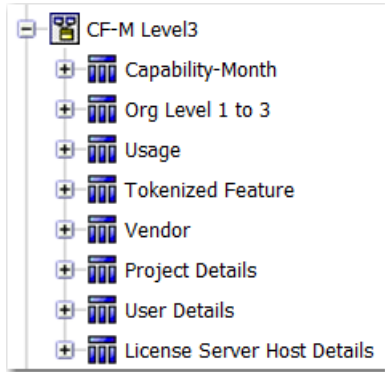 CF-M Level3
Capability-Month
Org Level 1 to 3
Usage
Tokenized Feature
Vendor
Project Details
User Details
License Server Host Details